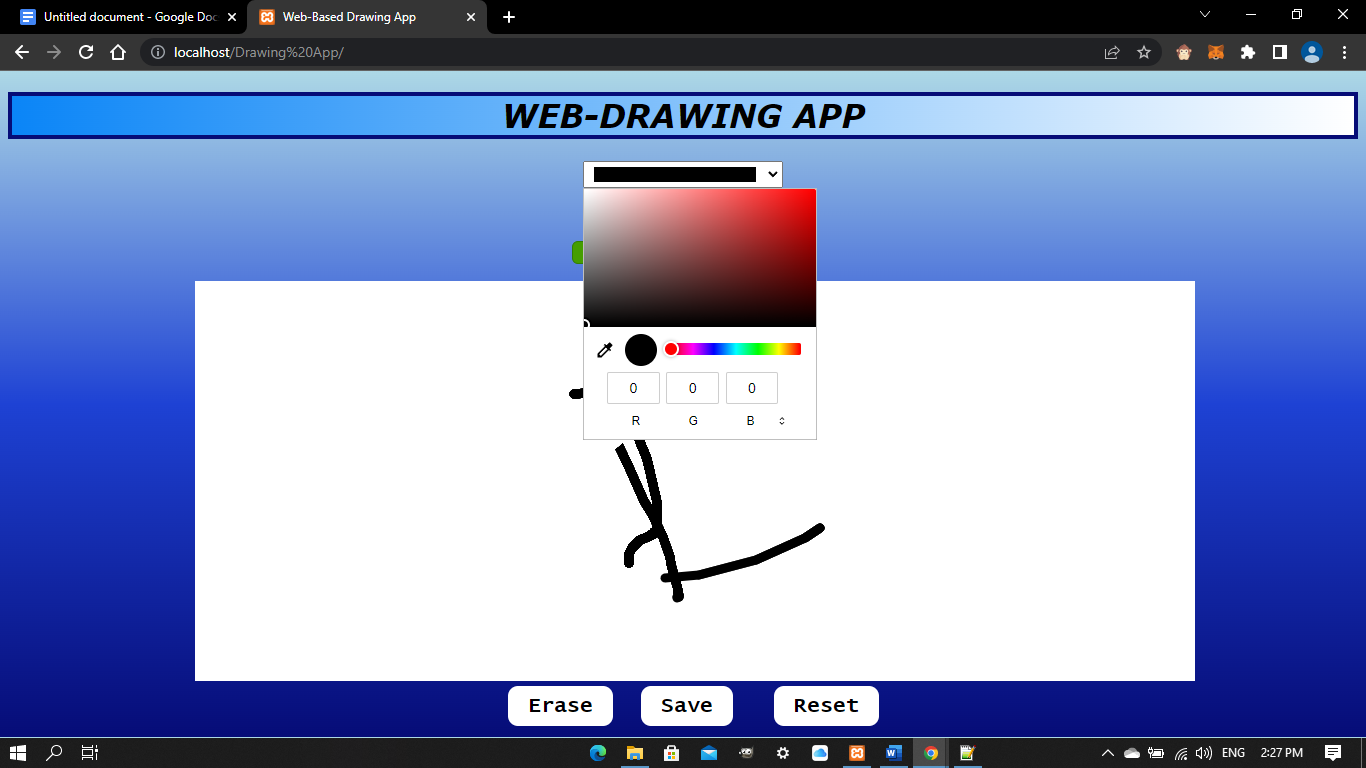 Untitled document - Google Doc
Web-Based Drawing App
localhost/Drawing%20App/
WEB-DRAWING APP
0 0 0
R G B
Erase Save Reset
ENG 2:27 PM